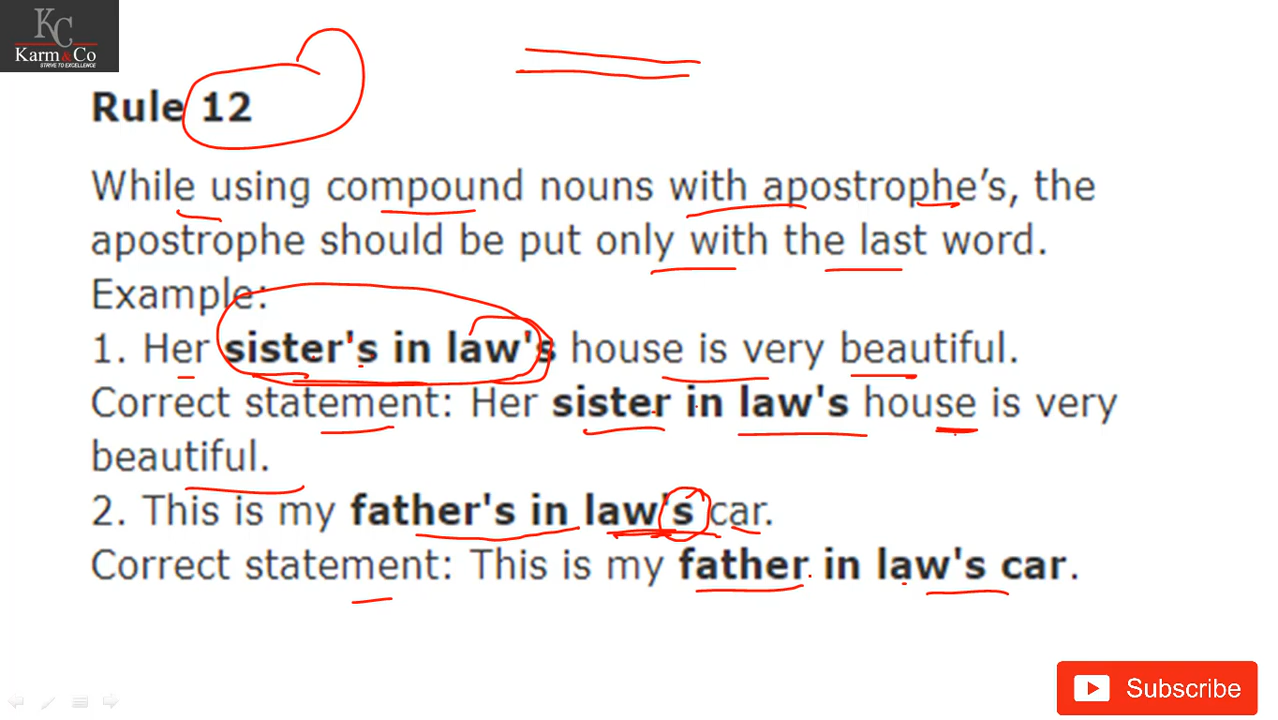 KC
Karm&Co
STRIVE TO EXCELLENCE
Rule 12
While using compound nouns with apostrophe’s, the
apostrophe should be put only with the last word.
Example:
1. Her sister's in law's house is very beautiful.
Correct statement: Her sister in law's house is very
beautiful.
2. This is my father's in law's car.
Correct statement: This is my father in law's car.
Subscribe